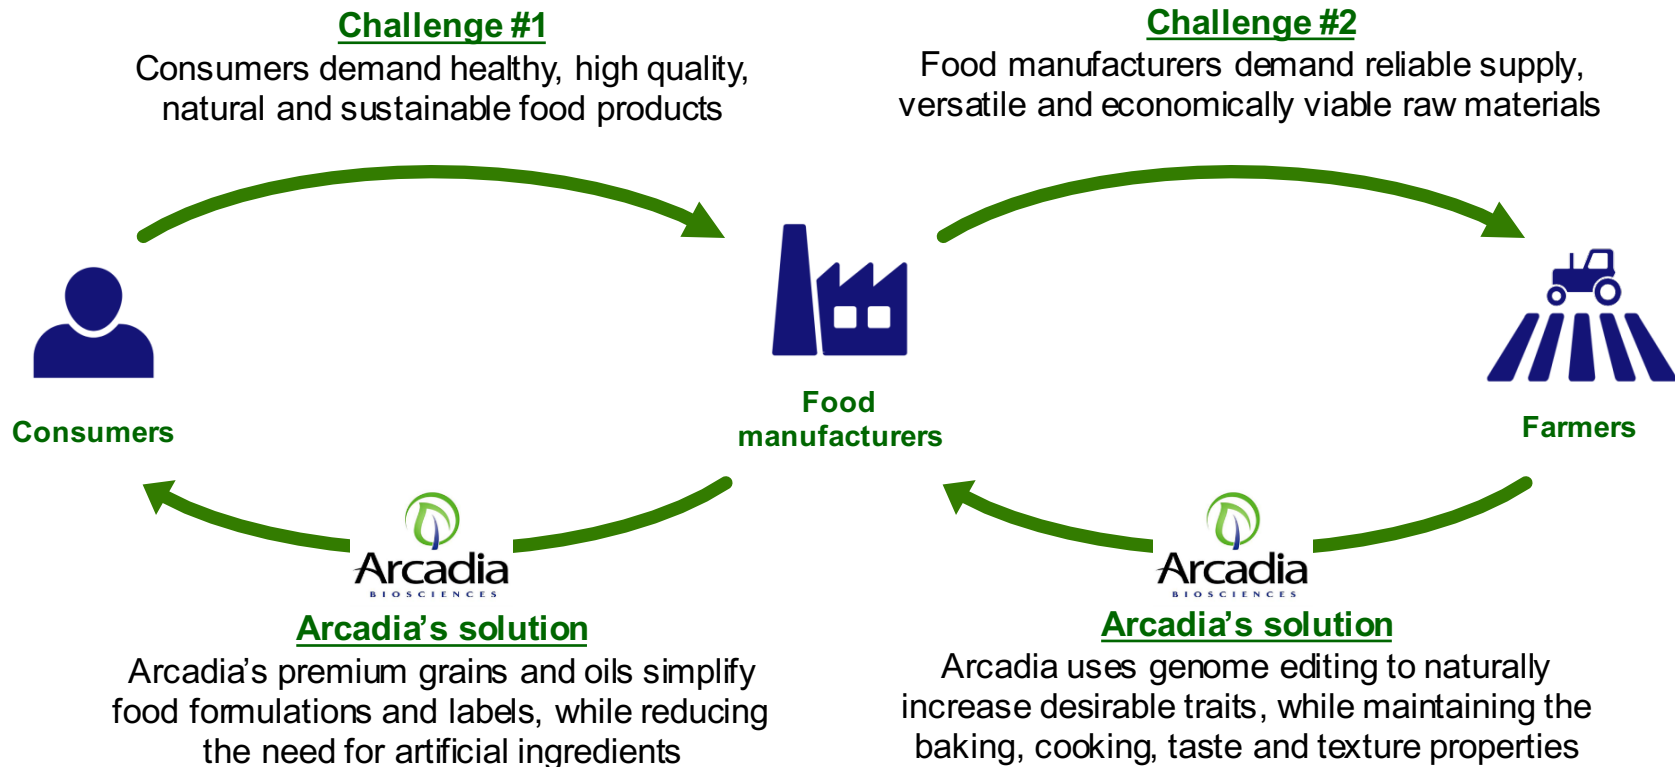 Challenge #1
Consumers demand healthy, high quality,
natural and sustainable food products
Challenge #2
Food manufacturers demand reliable supply,
versatile and economically viable raw materials
Consumers
Food
manufacturers
Farmers
Arcadia
BIOSCIENCES
Arcadia's solution
Arcadia's premium grains and oils simplify
food formulations and labels, while reducing
the need for artificial ingredients
Arcadia
BIOSCIENCES
Arcadia's solution
Arcadia uses genome editing to naturally
increase desirable traits, while maintaining the
baking, cooking, taste and texture properties